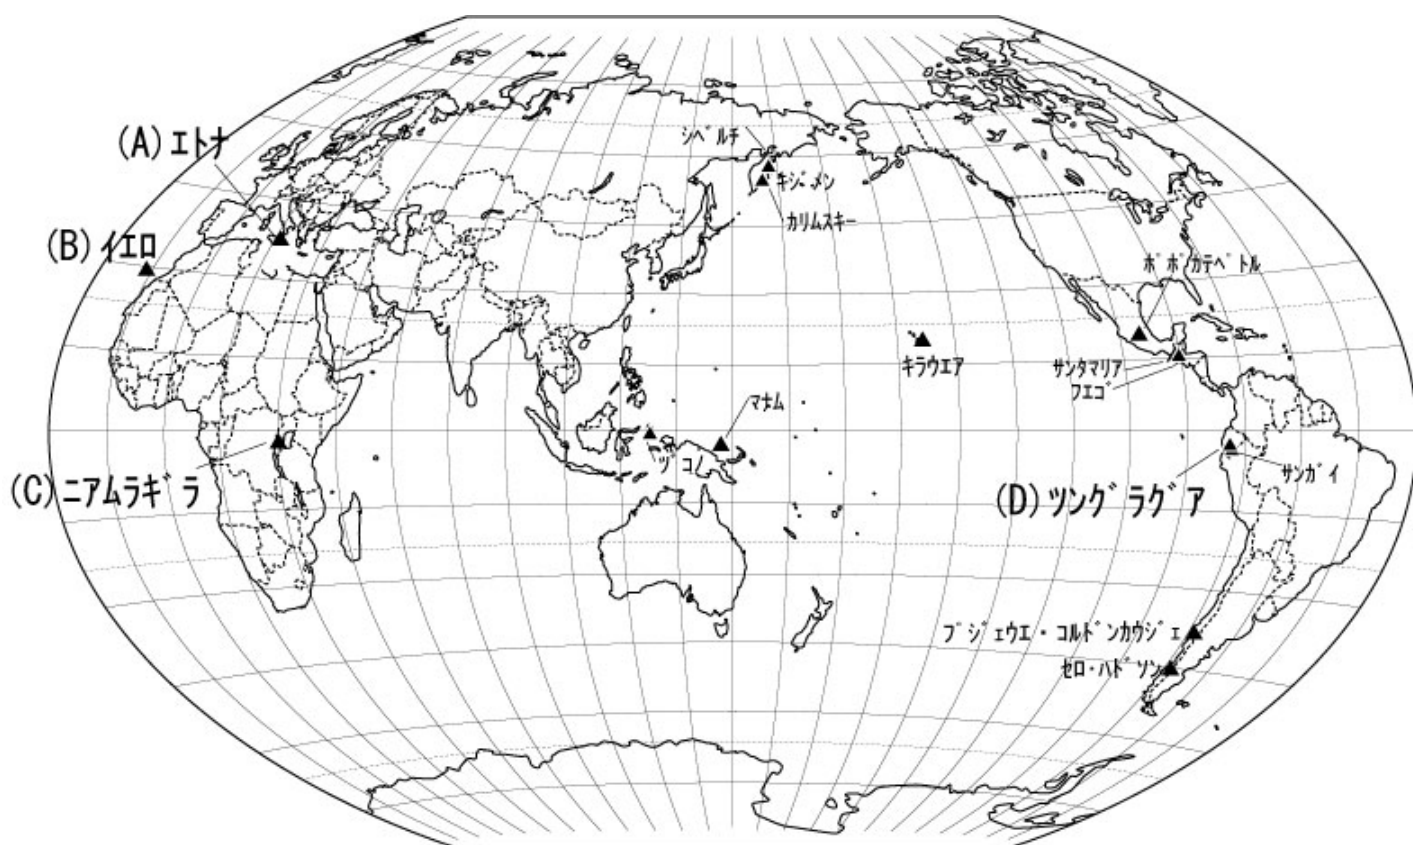 シベルチ
(A)エトナ
キジメン
カリムスキー
(B)イエロ
ポポカテペトル
キラウエア
サンタマリア
フエゴ
マナム
ドゥコノ
(C)ニアムラギラ
サンガイ
(D)ツングラグア
プジェウエ・コルドンカウジェ
セロ・ハドソン